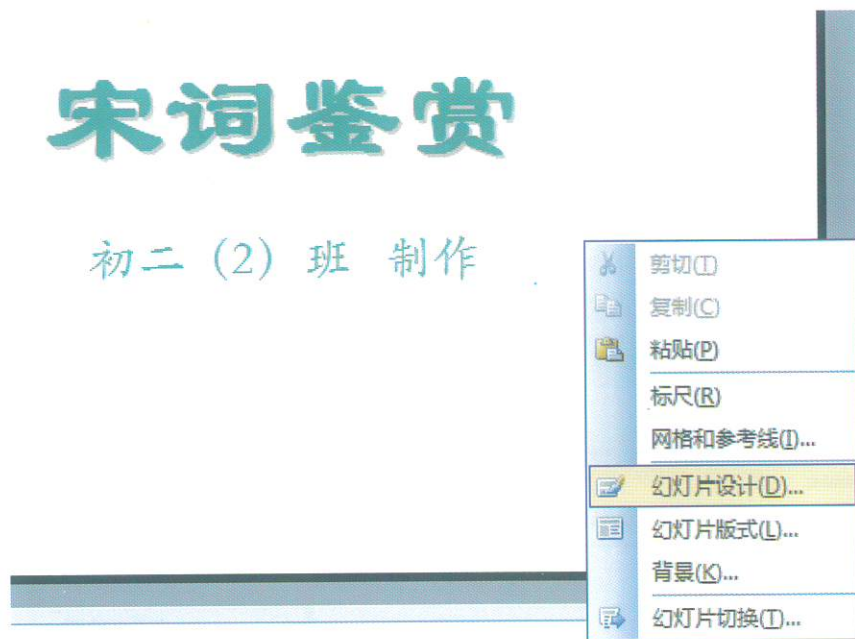 宋词鉴赏
初二（2）班 制作
剪切(T)
复制(C)
粘贴(P)
标尺(R)
网格和参考线(I)...
幻灯片设计(D)...
幻灯片版式(L)...
背景(K)...
幻灯片切换(T)...